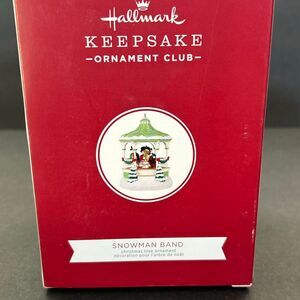 Hallmark
KEEPSAKE
ORNAMENT CLUB
SNOWMAN BAND
christmas tree ornament
décoration pour l'arbre de noël